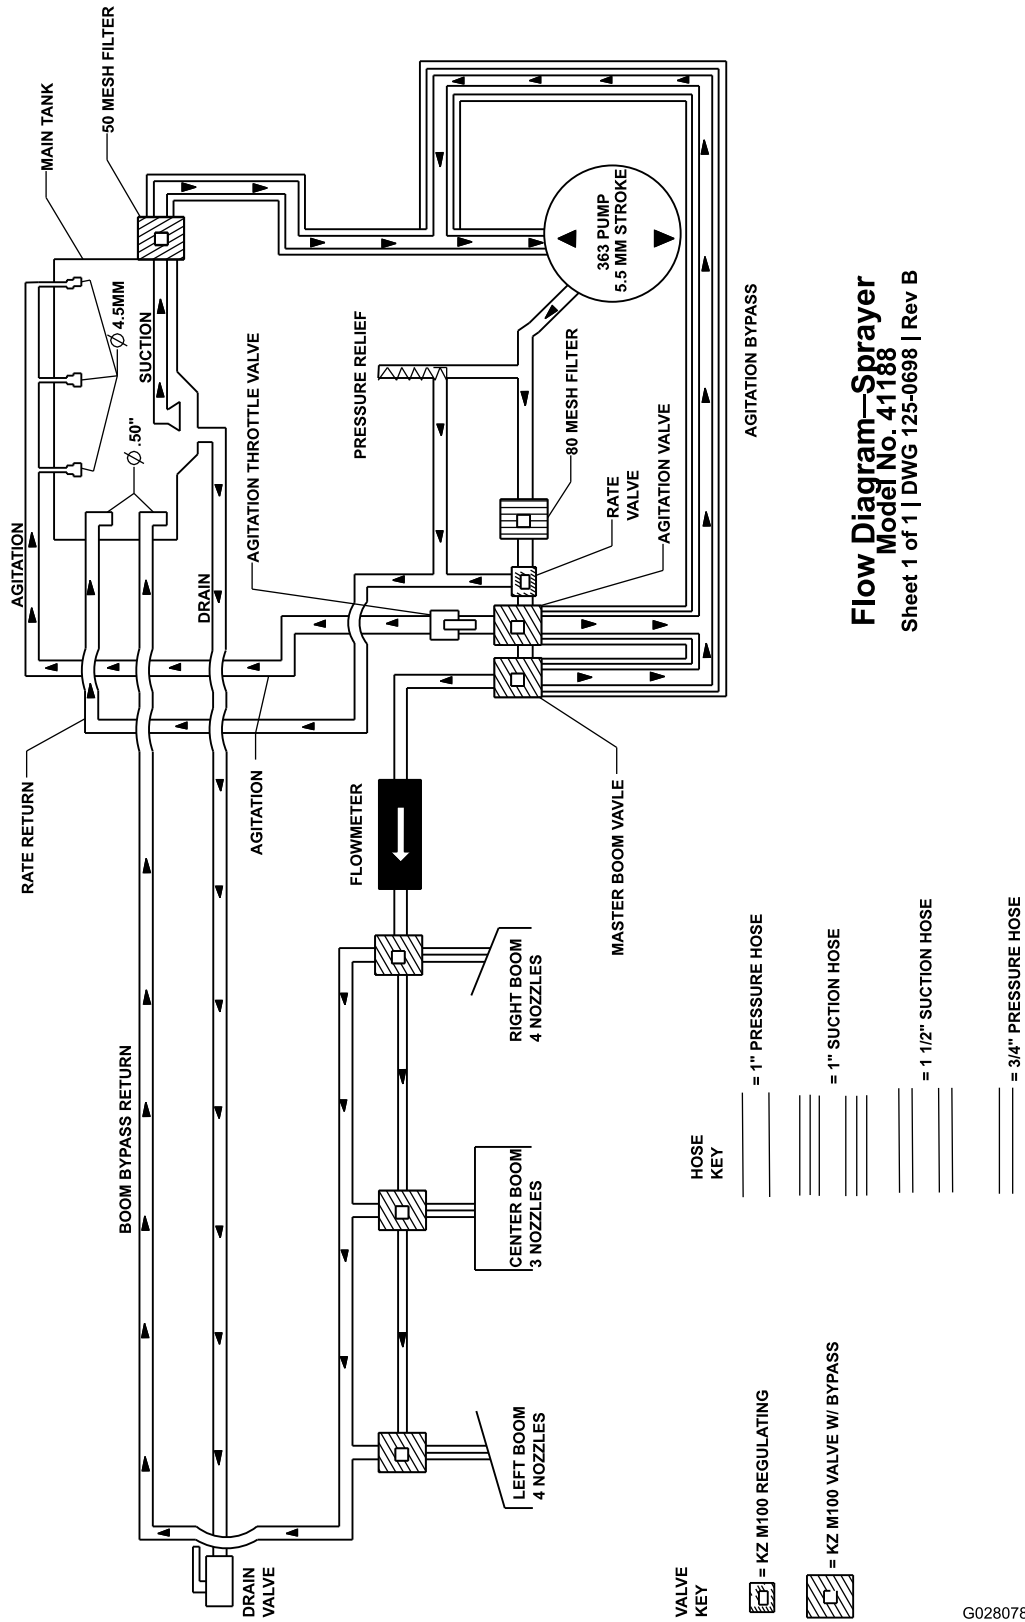 MAIN TANK
50 MESH FILTER
AGITATION
Ø .50"
Ø 4.5MM
SUCTION
DRAIN
AGITATION THROTTLE VALVE
PRESSURE RELIEF
363 PUMP
5.5 MM STROKE
80 MESH FILTER
RATE
VALVE
AGITATION VALVE
AGITATION BYPASS
RATE RETURN
AGITATION
FLOWMETER
MASTER BOOM VAVLE
BOOM BYPASS RETURN
RIGHT BOOM
4 NOZZLES
CENTER BOOM
3 NOZZLES
LEFT BOOM
4 NOZZLES
DRAIN
VALVE
Flow Diagram—Sprayer
Model No. 41188
Sheet 1 of 1 | DWG 125-0698 | Rev B
HOSE
KEY
= 1" PRESSURE HOSE
= 1" SUCTION HOSE
= 1 1/2" SUCTION HOSE
= 3/4" PRESSURE HOSE
VALVE
KEY
= KZ M100 REGULATING
= KZ M100 VALVE W/ BYPASS
G028078